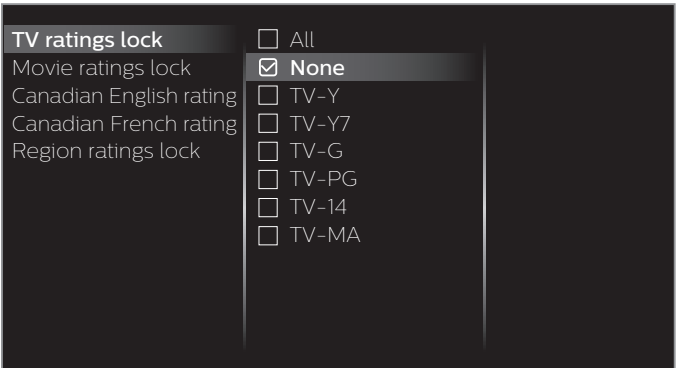 TV ratings lock
Movie ratings lock
Canadian English rating
Canadian French rating
Region ratings lock
All
None
TV-Y
TV-Y7
TV-G
TV-PG
TV-14
TV-MA